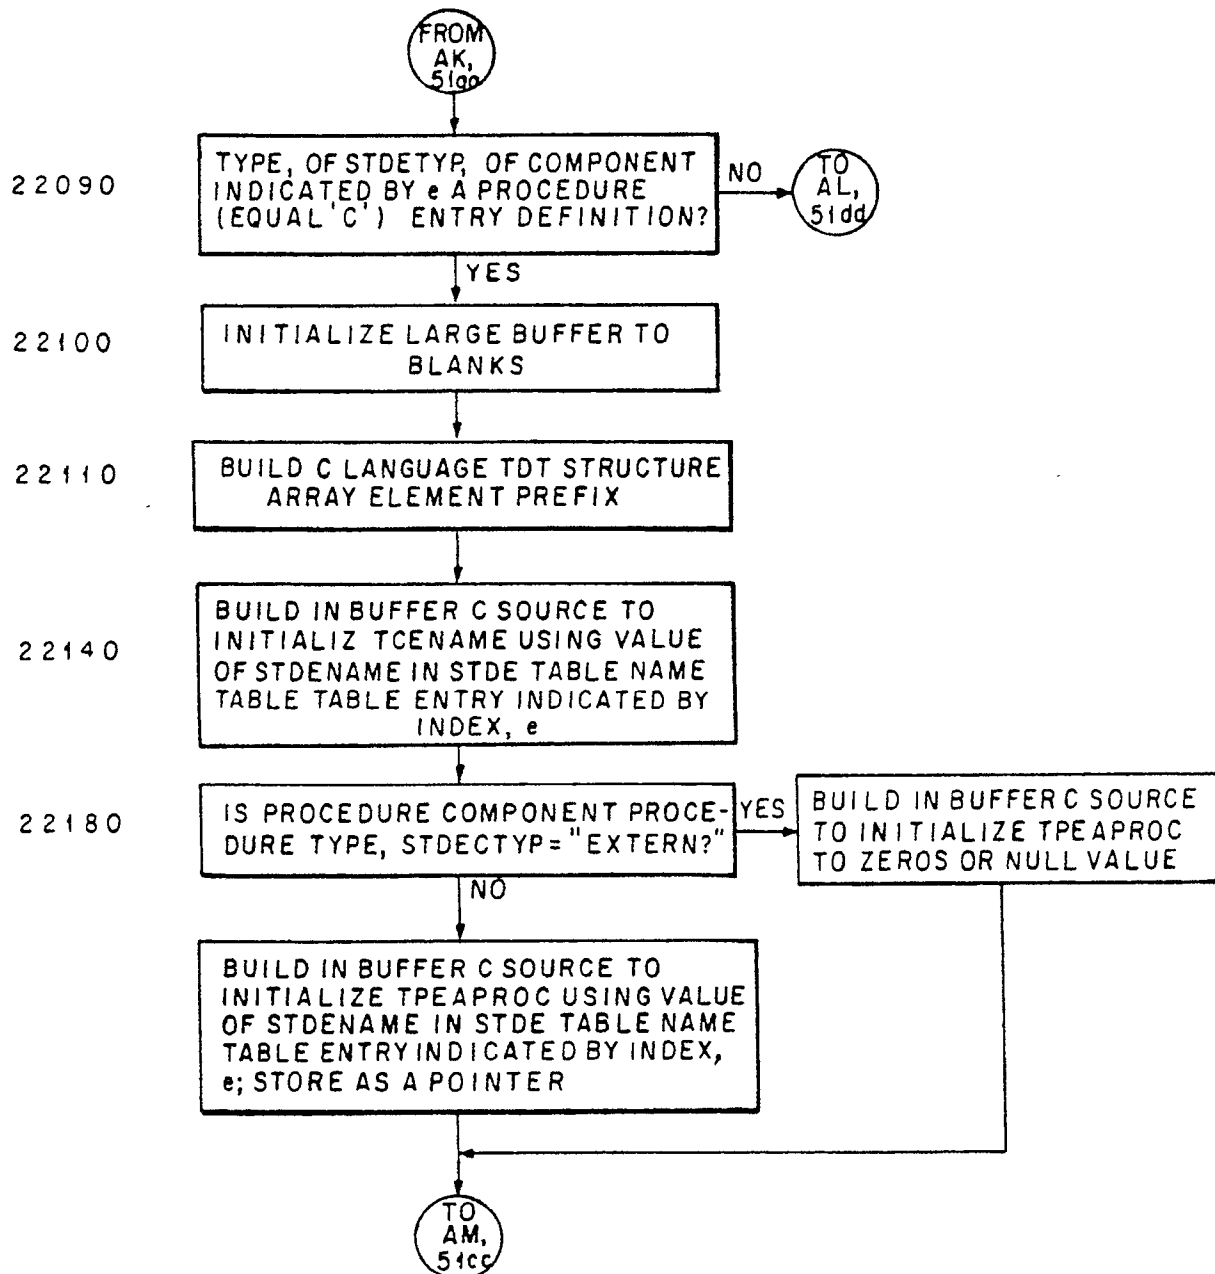 FROM
AK,
51aa
22090
TYPE, OF STDETYP, OF COMPONENT
INDICATED BY e A PROCEDURE
(EQUAL 'C') ENTRY DEFINITION?
NO
TO
AL,
51dd
YES
22100
INITIALIZE LARGE BUFFER TO
BLANKS
22110
BUILD C LANGUAGE TDT STRUCTURE
ARRAY ELEMENT PREFIX
22140
BUILD IN BUFFER C SOURCE TO
INITIALIZ TCENAME USING VALUE
OF STDENAME IN STDE TABLE NAME
TABLE TABLE ENTRY INDICATED BY
INDEX, e
22180
IS PROCEDURE COMPONENT PROCE-
DURE TYPE, STDECTYP="EXTERN?"
YES
BUILD IN BUFFER C SOURCE
TO INITIALIZE TPEAPROC
TO ZEROS OR NULL VALUE
NO
BUILD IN BUFFER C SOURCE TO
INITIALIZE TPEAPROC USING VALUE
OF STDENAME IN STDE TABLE NAME
TABLE ENTRY INDICATED BY INDEX,
e; STORE AS A POINTER
TO
AM,
51cc